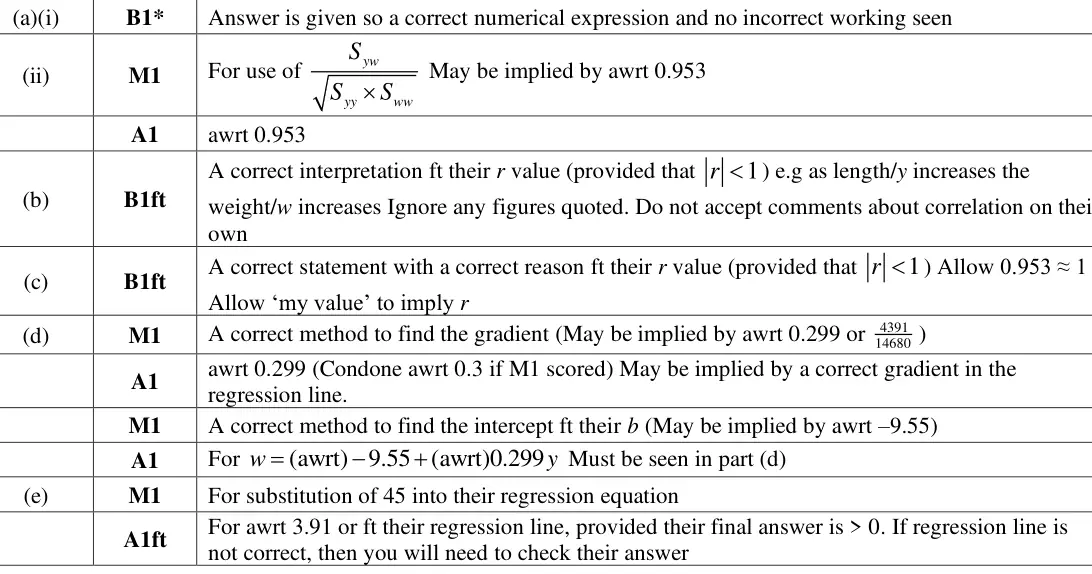 (a)(i) B1* Answer is given so a correct numerical expression and no incorrect working seen
(ii) M1 For use of S_yw / √(S_yy × S_ww) May be implied by awrt 0.953
A1 awrt 0.953
(b) B1ft A correct interpretation ft their r value (provided that |r| < 1 ) e.g as length/y increases the
weight/w increases Ignore any figures quoted. Do not accept comments about correlation on thei
own
(c) B1ft A correct statement with a correct reason ft their r value (provided that |r| < 1 ) Allow 0.953 ≈ 1
Allow ‘my value’ to imply r
(d) M1 A correct method to find the gradient (May be implied by awrt 0.299 or 4391/14680 )
A1 awrt 0.299 (Condone awrt 0.3 if M1 scored) May be implied by a correct gradient in the
regression line.
M1 A correct method to find the intercept ft their b (May be implied by awrt –9.55)
A1 For w = (awrt) − 9.55 + (awrt)0.299y Must be seen in part (d)
(e) M1 For substitution of 45 into their regression equation
A1ft For awrt 3.91 or ft their regression line, provided their final answer is > 0. If regression line is
not correct, then you will need to check their answer